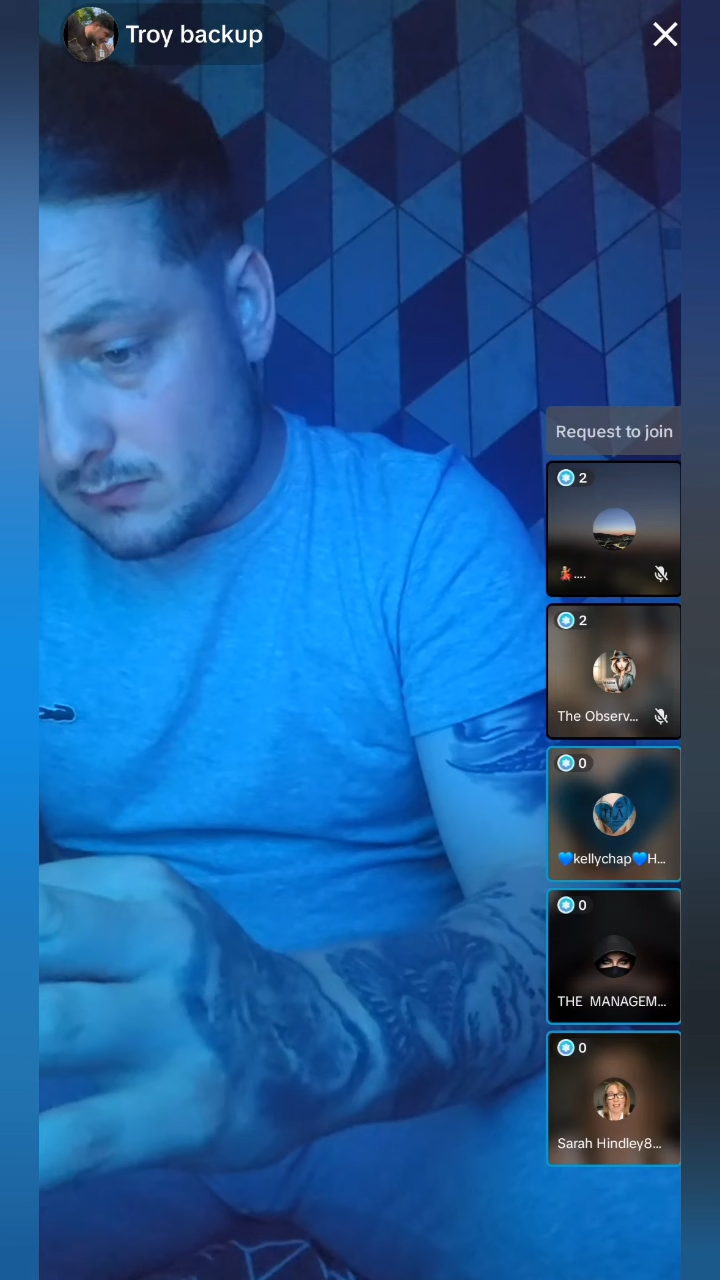 Troy backup
Request to join
2
💃....
2
The Observ...
0
💙kellychap💙H...
0
THE MANAGEM...
0
Sarah Hindley8...